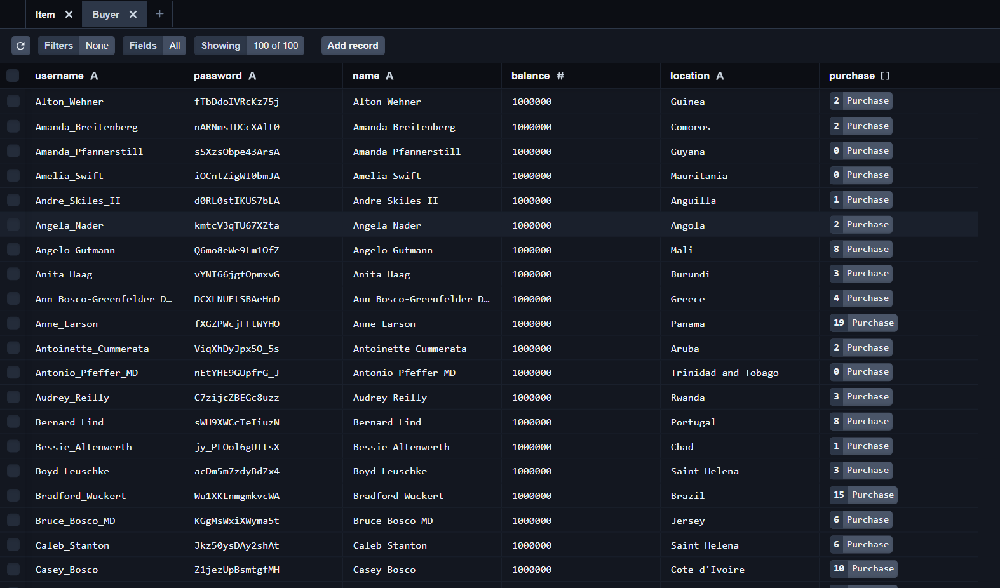 Item Buyer
Filters None Fields All Showing 100 of 100 Add record
username A password A name A balance # location A purchase []
Alton_Wehner fTbDdoIVRcKz75j Alton Wehner 1000000 Guinea 2 Purchase
Amanda_Breitenberg nARNmsIDCcXAlt0 Amanda Breitenberg 1000000 Comoros 2 Purchase
Amanda_Pfannerstill sSXzsObpe43ArsA Amanda Pfannerstill 1000000 Guyana 0 Purchase
Amelia_Swift iOCntZigWI0bmJA Amelia Swift 1000000 Mauritania 0 Purchase
Andre_Skiles_II d0RL0stIKUS7bLA Andre Skiles II 1000000 Anguilla 1 Purchase
Angela_Nader kmtcV3qTU67XZta Angela Nader 1000000 Angola 2 Purchase
Angelo_Gutmann Q6mo8eWe9Lm1OfZ Angelo Gutmann 1000000 Mali 8 Purchase
Anita_Haag vYNI66jgfOpmxvG Anita Haag 1000000 Burundi 3 Purchase
Ann_Bosco-Greenfelder_D… DCXLNUEtSBAeHnD Ann Bosco-Greenfelder D… 1000000 Greece 4 Purchase
Anne_Larson fXGZPWcjFFtWYHO Anne Larson 1000000 Panama 19 Purchase
Antoinette_Cummerata ViqXhDyJpx5O_5s Antoinette Cummerata 1000000 Aruba 2 Purchase
Antonio_Pfeffer_MD nEtYHE9GUpfrG_J Antonio Pfeffer MD 1000000 Trinidad and Tobago 0 Purchase
Audrey_Reilly C7zijcZBEGc8uzz Audrey Reilly 1000000 Rwanda 3 Purchase
Bernard_Lind sWH9XWCcTeIiuzN Bernard Lind 1000000 Portugal 8 Purchase
Bessie_Altenwerth jy_PLOol6gUItsX Bessie Altenwerth 1000000 Chad 1 Purchase
Boyd_Leuschke acDm5m7zdyBdZx4 Boyd Leuschke 1000000 Saint Helena 3 Purchase
Bradford_Wuckert Wu1XKLnmgmkvcWA Bradford Wuckert 1000000 Brazil 15 Purchase
Bruce_Bosco_MD KGgMsWxiXWyma5t Bruce Bosco MD 1000000 Jersey 6 Purchase
Caleb_Stanton Jkz50ysDAy2shAt Caleb Stanton 1000000 Saint Helena 6 Purchase
Casey_Bosco Z1jezUpBsmtgfMH Casey Bosco 1000000 Cote d'Ivoire 10 Purchase